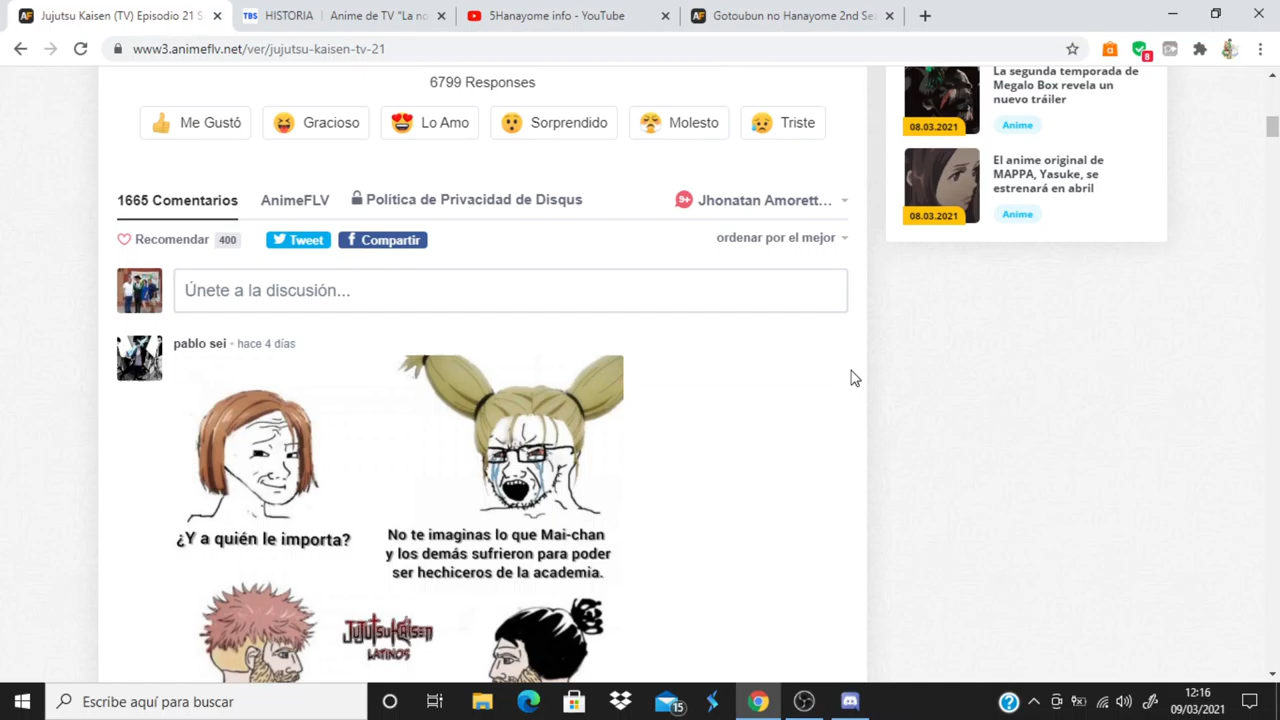 Jujutsu Kaisen (TV) Episodio 21 S
TBS HISTORIA | Anime de TV "La no
5Hanayome info - YouTube
Gotoubun no Hanayome 2nd Se
www3.animeflv.net/ver/jujutsu-kaisen-tv-21
8
6799 Responses
Me Gustó
Gracioso
Lo Amo
Sorprendido
Molesto
Triste
1665 Comentarios
AnimeFLV
Política de Privacidad de Disqus
9+
Jhonatan Amorett...
Recomendar 400
Tweet
Compartir
ordenar por el mejor
Únete a la discusión...
pablo sei • hace 4 días
¿Y a quién le importa?
No te imaginas lo que Mai-chan
y los demás sufrieron para poder
ser hechiceros de la academia.
JUJUTSU KAISEN
LATINOS
La segunda temporada de
Megalo Box revela un
nuevo tráiler
08.03.2021
Anime
El anime original de
MAPPA, Yasuke, se
estrenará en abril
08.03.2021
Anime
Escribe aquí para buscar
15
12:16
09/03/2021